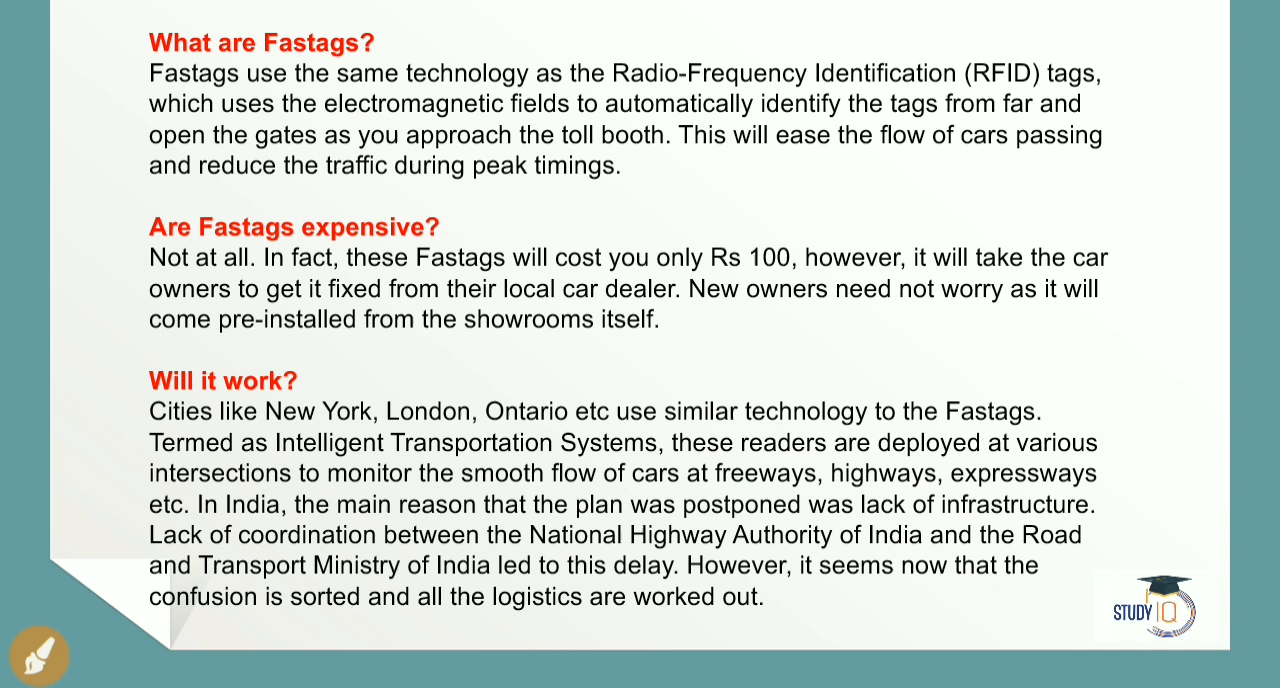 What are Fastags?
Fastags use the same technology as the Radio-Frequency Identification (RFID) tags,
which uses the electromagnetic fields to automatically identify the tags from far and
open the gates as you approach the toll booth. This will ease the flow of cars passing
and reduce the traffic during peak timings.
Are Fastags expensive?
Not at all. In fact, these Fastags will cost you only Rs 100, however, it will take the car
owners to get it fixed from their local car dealer. New owners need not worry as it will
come pre-installed from the showrooms itself.
Will it work?
Cities like New York, London, Ontario etc use similar technology to the Fastags.
Termed as Intelligent Transportation Systems, these readers are deployed at various
intersections to monitor the smooth flow of cars at freeways, highways, expressways
etc. In India, the main reason that the plan was postponed was lack of infrastructure.
Lack of coordination between the National Highway Authority of India and the Road
and Transport Ministry of India led to this delay. However, it seems now that the
confusion is sorted and all the logistics are worked out.
STUDY IQ